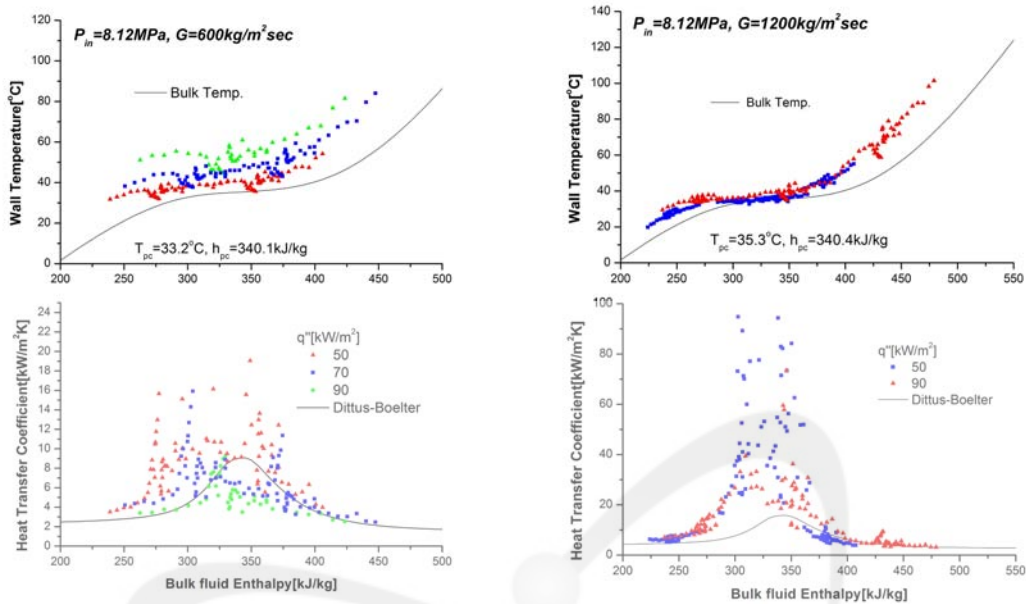 P_in=8.12MPa, G=600kg/m²sec
Wall Temperature[°C]
120
100
80
60
40
20
0
Bulk Temp.
T_pc=33.2°C, h_pc=340.1kJ/kg
200 250 300 350 400 450 500
P_in=8.12MPa, G=1200kg/m²sec
Wall Temperature[°C]
140
120
100
80
60
40
20
0
Bulk Temp.
T_pc=35.3°C, h_pc=340.4kJ/kg
200 250 300 350 400 450 500 550
Heat Transfer Coefficient[kW/m²K]
24
22
20
18
16
14
12
10
8
6
4
2
0
q"[kW/m²]
50
70
90
Dittus-Boelter
200 250 300 350 400 450 500
Bulk fluid Enthalpy[kJ/kg]
Heat Transfer Coefficient[kW/m²K]
100
80
60
40
20
0
q"[kW/m²]
50
90
Dittus-Boelter
200 250 300 350 400 450 500 550
Bulk fluid Enthalpy[kJ/kg]